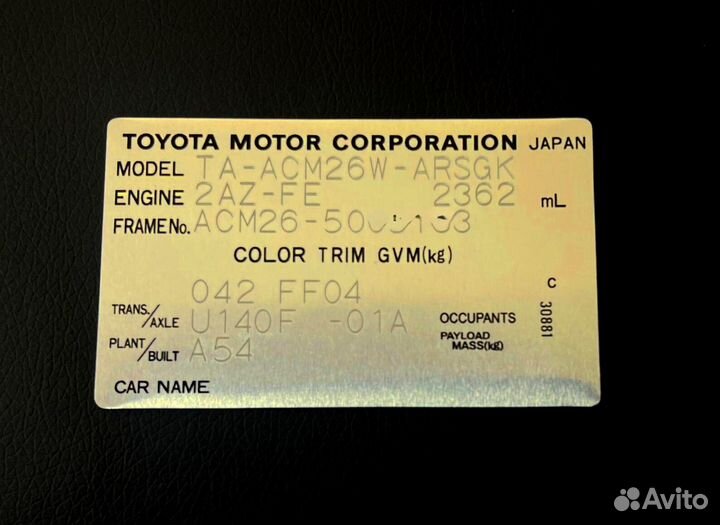 TOYOTA MOTOR CORPORATION JAPAN
MODEL TA-ACM26W-ARSGK
ENGINE 2AZ-FE 2362 mL
FRAME No.
COLOR TRIM GVM(kg)
042 FF04
TRANS./AXLE U140F -01A OCCUPANTS
PAYLOAD MASS(kg)
PLANT/BUILT A54
C 30881
CAR NAME
Avito